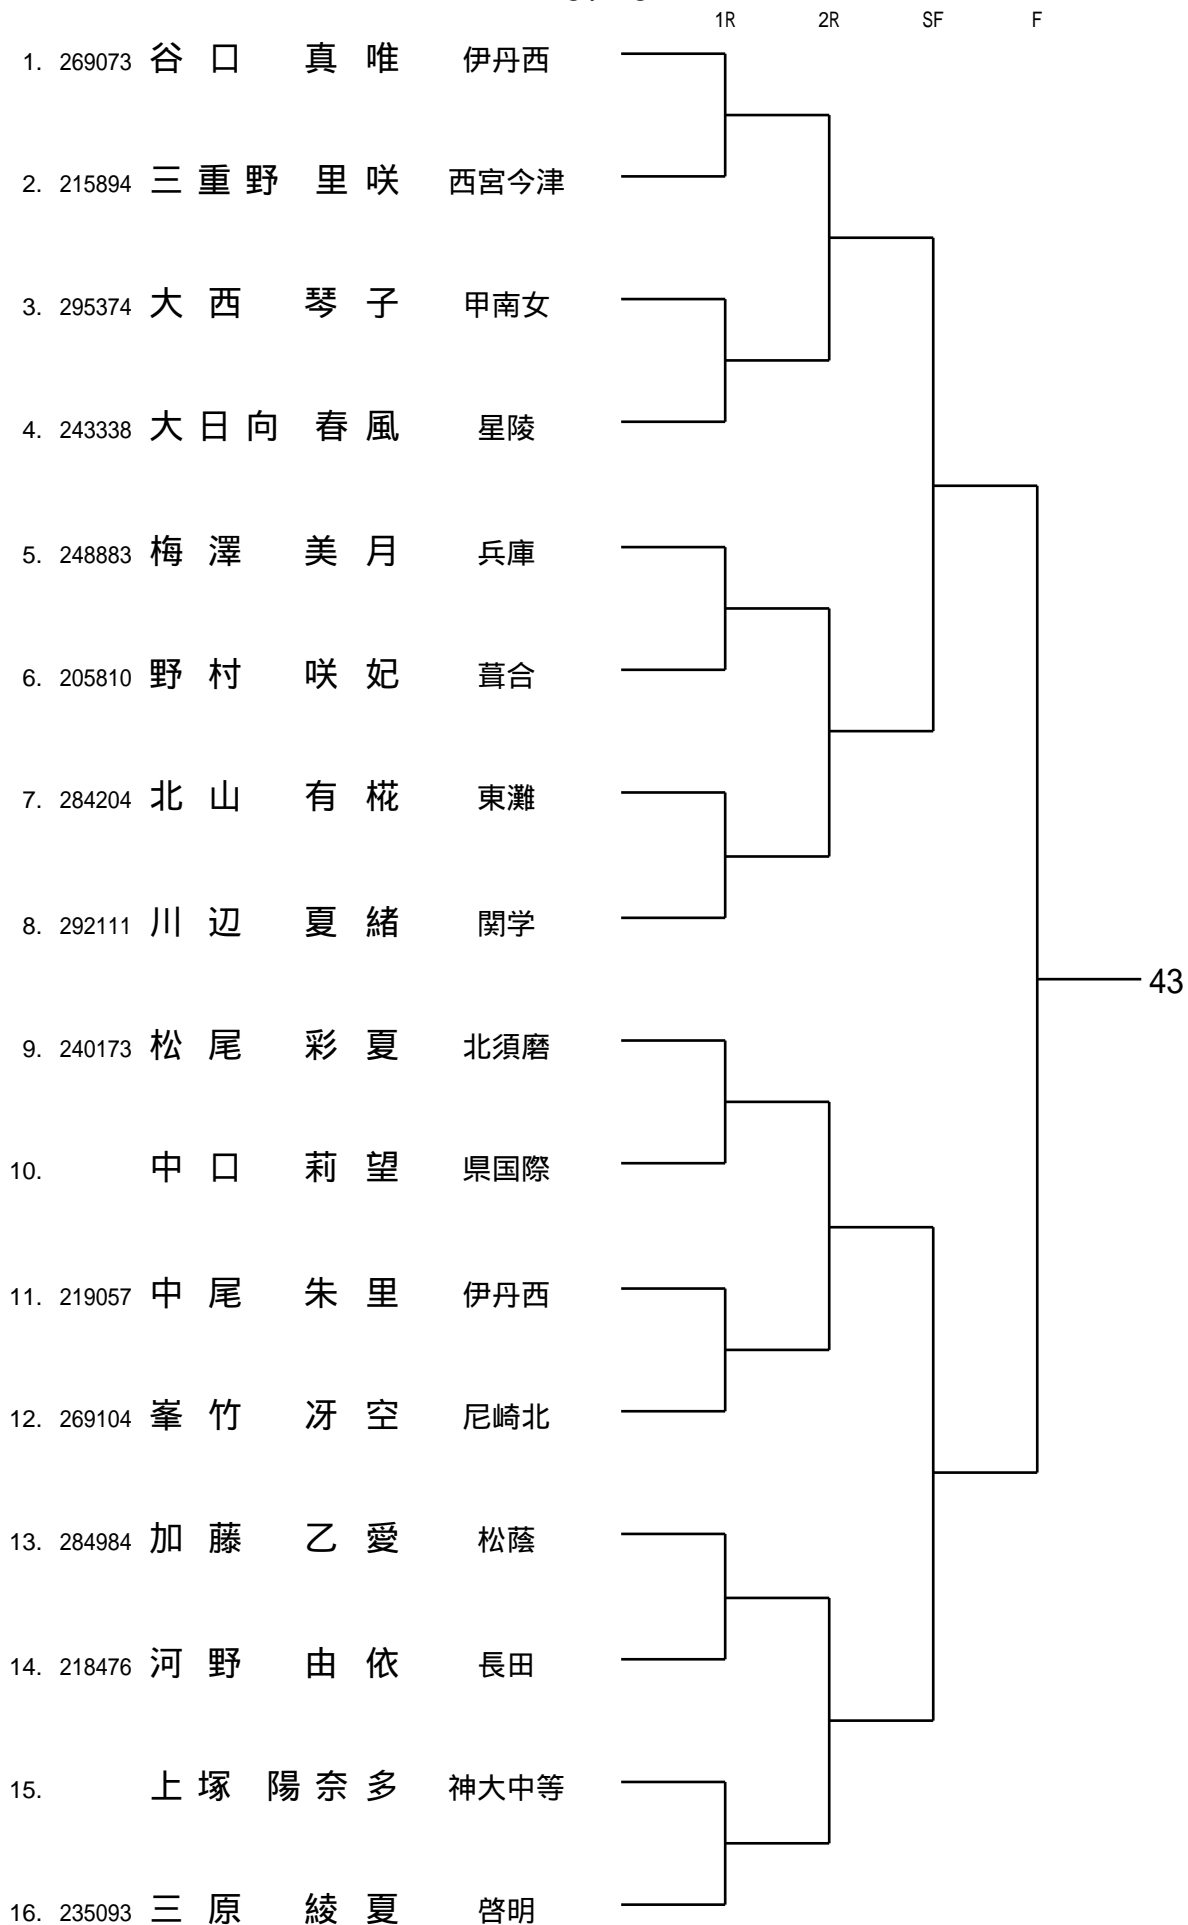 1R 2R SF F
1. 269073 谷口 真唯 伊丹西
2. 215894 三重野 里咲 西宮今津
3. 295374 大西 琴子 甲南女
4. 243338 大日向 春風 星陵
5. 248883 梅澤 美月 兵庫
6. 205810 野村 咲妃 葺合
7. 284204 北山 有椛 東灘
8. 292111 川辺 夏緒 関学
43
9. 240173 松尾 彩夏 北須磨
10. 中口 莉望 県国際
11. 219057 中尾 朱里 伊丹西
12. 269104 峯竹 冴空 尼崎北
13. 284984 加藤 乙愛 松蔭
14. 218476 河野 由依 長田
15. 上塚 陽奈多 神大中等
16. 235093 三原 綾夏 啓明